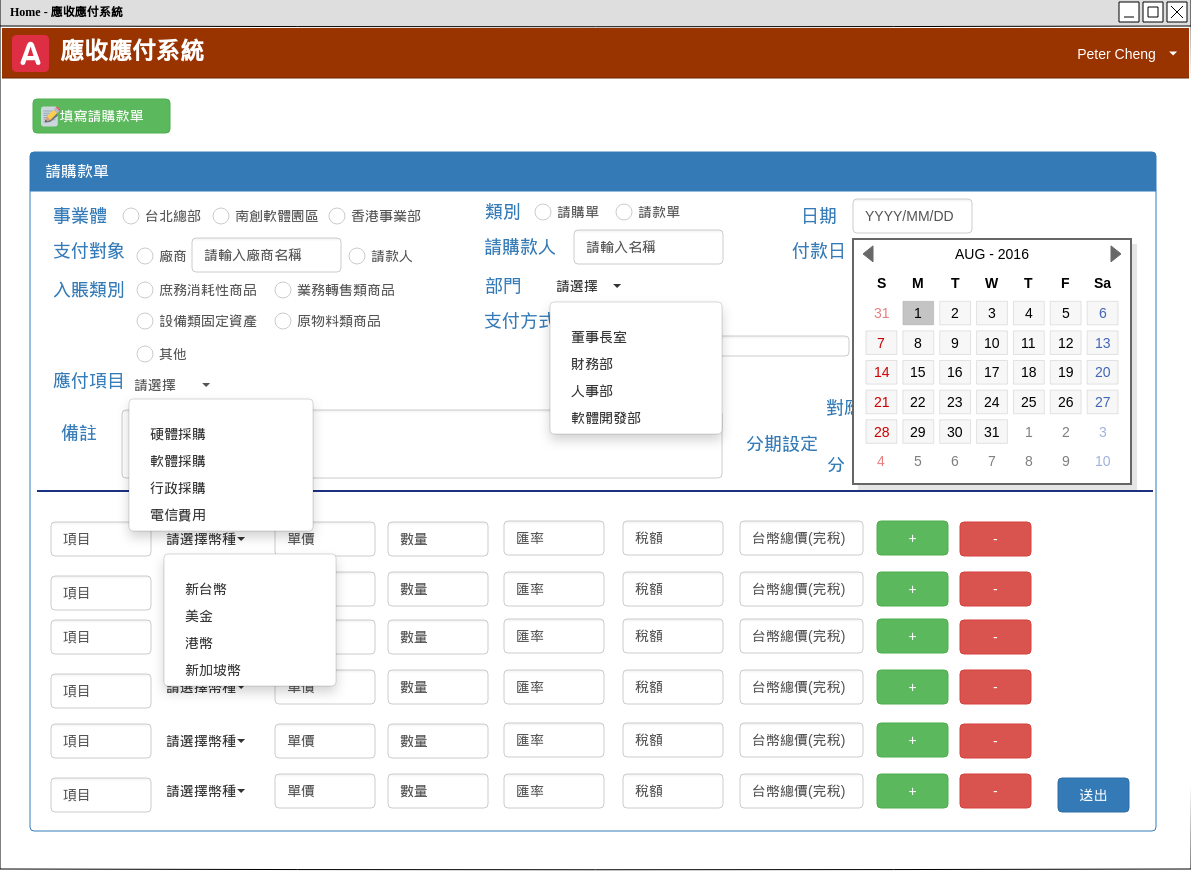 Home - 應收應付系統
A 應收應付系統
Peter Cheng
填寫請購款單
請購款單
事業體 台北總部 南創軟體園區 香港事業部
類別 請購單 請款單
日期 YYYY/MM/DD
支付對象 廠商 請輸入廠商名稱 請款人
請購款人 請輸入名稱
付款日
入賬類別 庶務消耗性商品 業務轉售類商品
設備類固定資產 原物料類商品
其他
部門 請選擇
董事長室
財務部
人事部
軟體開發部
支付方式
AUG - 2016
S M T W T F Sa
31 1 2 3 4 5 6
7 8 9 10 11 12 13
14 15 16 17 18 19 20
21 22 23 24 25 26 27
28 29 30 31 1 2 3
4 5 6 7 8 9 10
應付項目 請選擇
硬體採購
軟體採購
行政採購
電信費用
對應
備註
分期設定
分
項目 請選擇幣種 單價 數量 匯率 稅額 台幣總價(完稅) + -
新台幣
美金
港幣
新加坡幣
項目 數量 匯率 稅額 台幣總價(完稅) + -
項目 數量 匯率 稅額 台幣總價(完稅) + -
項目 請選擇幣種 單價 數量 匯率 稅額 台幣總價(完稅) + -
項目 請選擇幣種 單價 數量 匯率 稅額 台幣總價(完稅) + -
項目 請選擇幣種 單價 數量 匯率 稅額 台幣總價(完稅) + -
送出